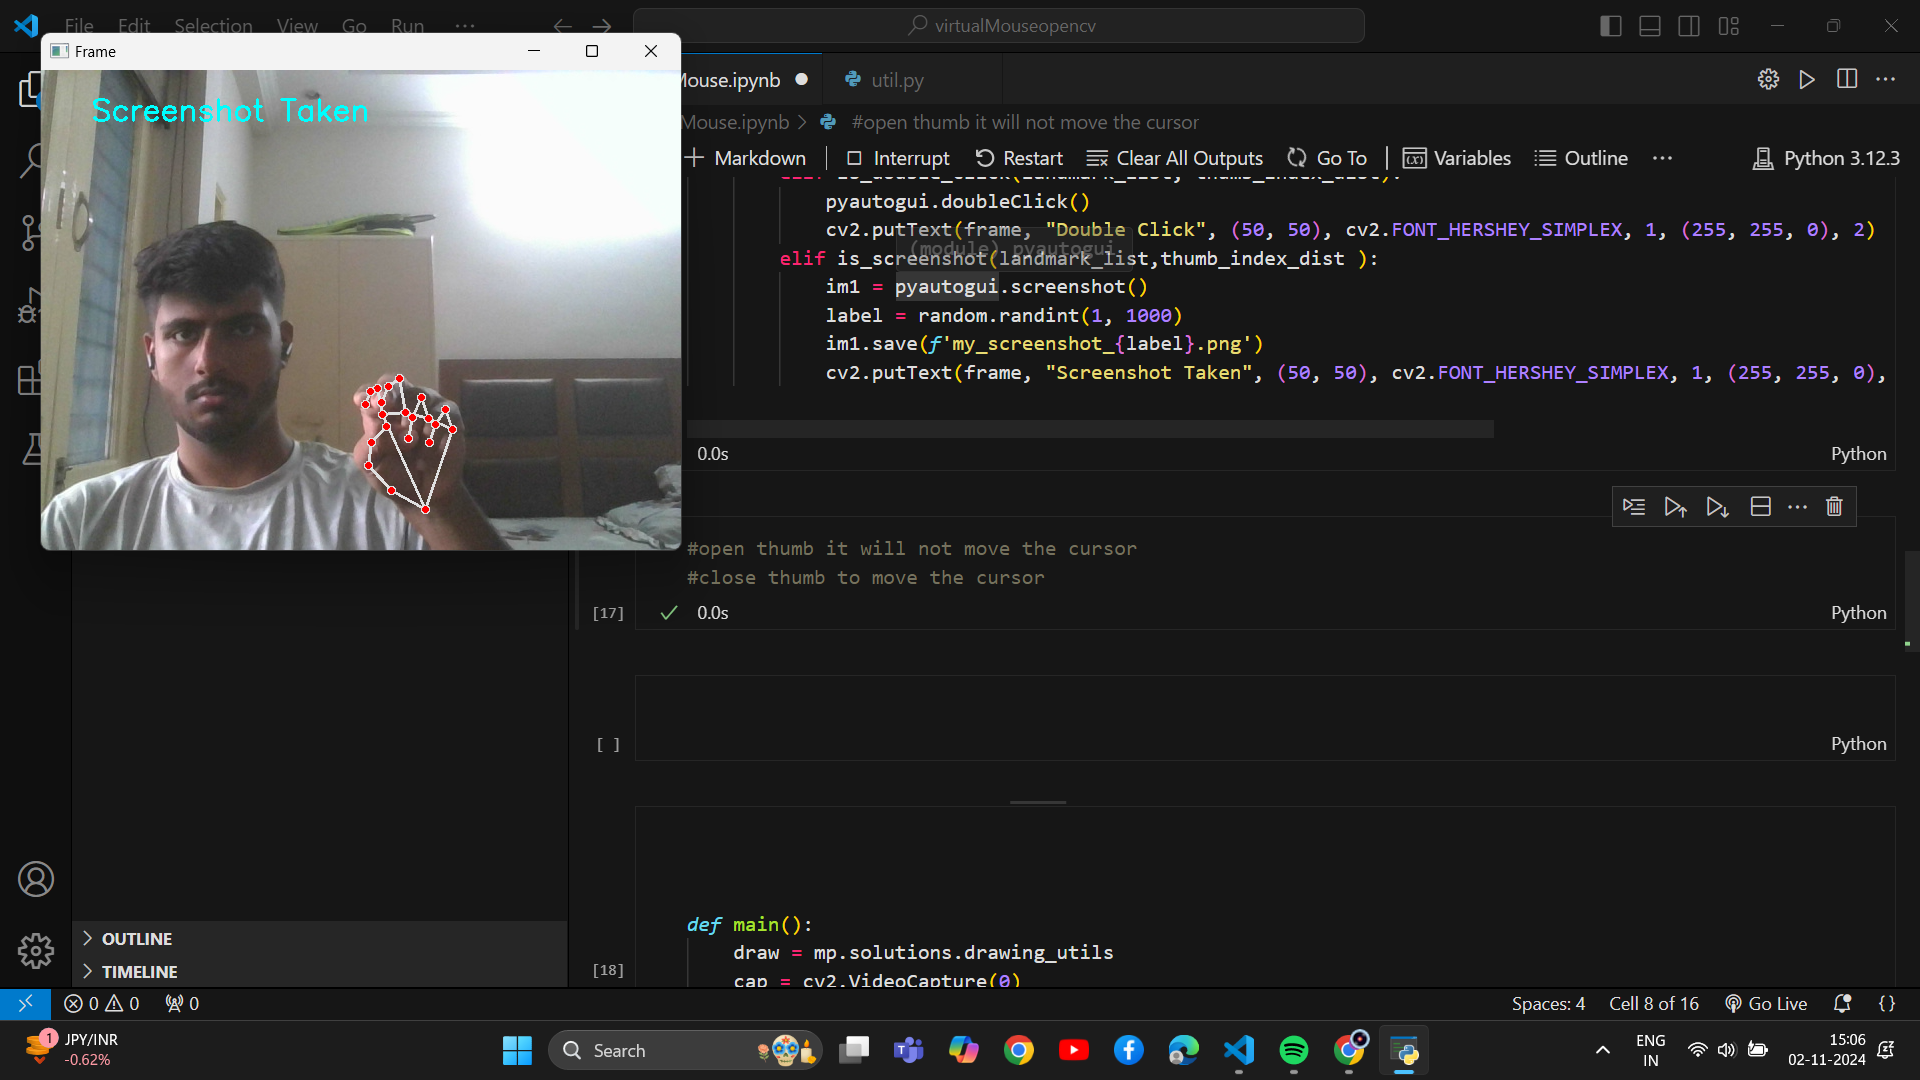 File Edit Selection View Go Run ... virtualMouseopencv
Frame
Screenshot Taken
Mouse.ipynb util.py
Mouse.ipynb > #open thumb it will not move the cursor
+ Markdown Interrupt Restart Clear All Outputs Go To Variables Outline ... Python 3.12.3
elif is_double_click(landmark_list, thumb_index_dist):
pyautogui.doubleClick()
cv2.putText(frame, "Double Click", (50, 50), cv2.FONT_HERSHEY_SIMPLEX, 1, (255, 255, 0), 2)
(module) pyautogui
elif is_screenshot(landmark_list,thumb_index_dist ):
im1 = pyautogui.screenshot()
label = random.randint(1, 1000)
im1.save(f'my_screenshot_{label}.png')
cv2.putText(frame, "Screenshot Taken", (50, 50), cv2.FONT_HERSHEY_SIMPLEX, 1, (255, 255, 0),
0.0s Python
#open thumb it will not move the cursor
#close thumb to move the cursor
[17] 0.0s Python
[ ] Python
def main():
draw = mp.solutions.drawing_utils
[18]
cap = cv2.VideoCapture(0)
OUTLINE
TIMELINE
0 0 0 Spaces: 4 Cell 8 of 16 Go Live {}
1 JPY/INR
-0.62%
Search
ENG
IN
15:06
02-11-2024